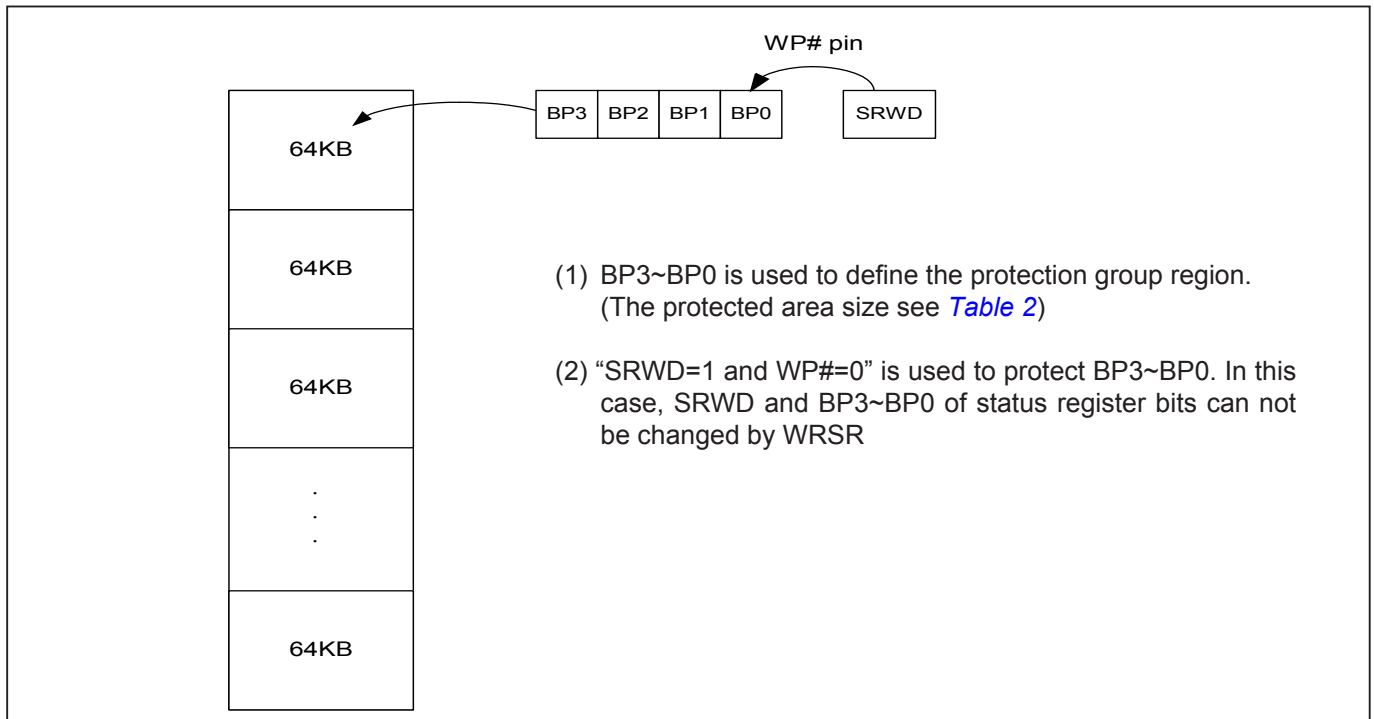 WP# pin
BP3 BP2 BP1 BP0 SRWD
64KB
64KB
(1) BP3~BP0 is used to define the protection group region.
(The protected area size see Table 2)
64KB
(2) “SRWD=1 and WP#=0” is used to protect BP3~BP0. In this
case, SRWD and BP3~BP0 of status register bits can not
be changed by WRSR
.
.
.
64KB